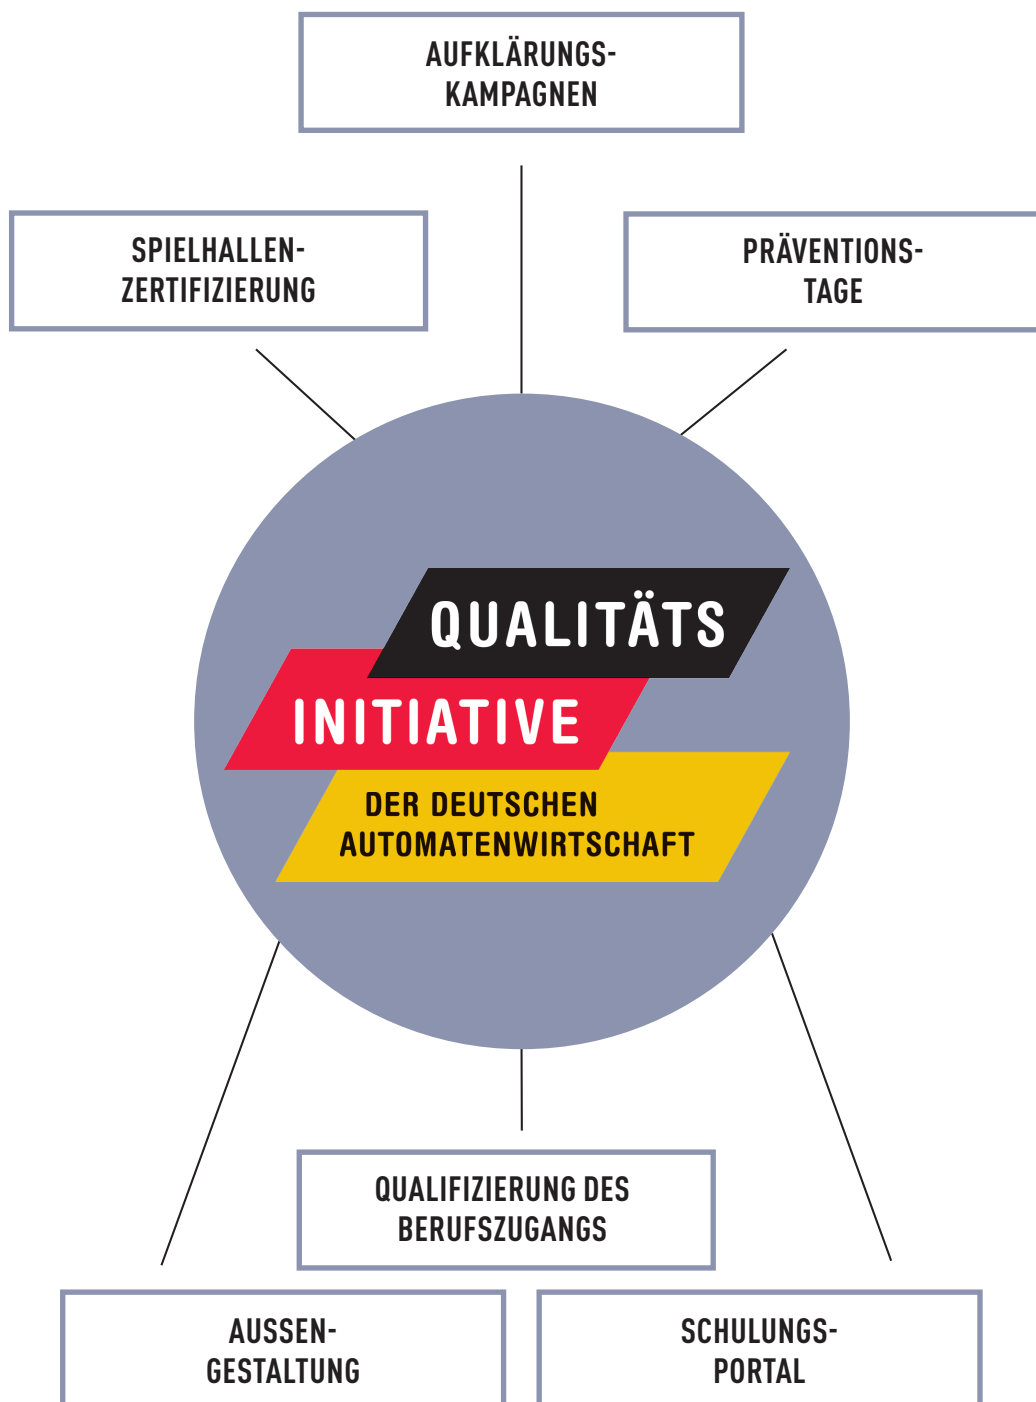 AUFKLÄRUNGS-
KAMPAGNEN
SPIELHALLEN-
ZERTIFIZIERUNG
PRÄVENTIONS-
TAGE
QUALITÄTS
INITIATIVE
DER DEUTSCHEN
AUTOMATENWIRTSCHAFT
QUALIFIZIERUNG DES
BERUFSZUGANGS
AUSSEN-
GESTALTUNG
SCHULUNGS-
PORTAL